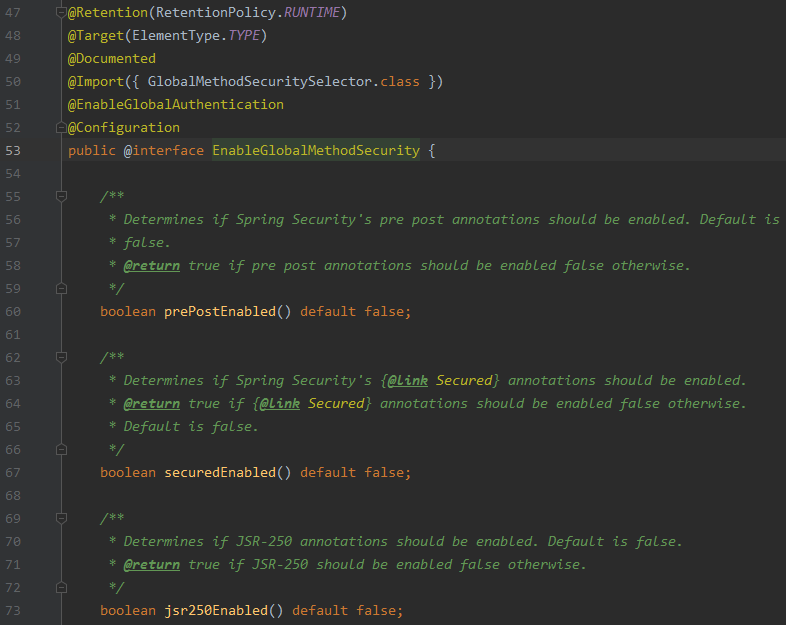 47 @Retention(RetentionPolicy.RUNTIME)
48 @Target(ElementType.TYPE)
49 @Documented
50 @Import({ GlobalMethodSecuritySelector.class })
51 @EnableGlobalAuthentication
52 @Configuration
53 public @interface EnableGlobalMethodSecurity {
54
55     /**
56      * Determines if Spring Security's pre post annotations should be enabled. Default is
57      * false.
58      * @return true if pre post annotations should be enabled false otherwise.
59      */
60     boolean prePostEnabled() default false;
61
62     /**
63      * Determines if Spring Security's {@link Secured} annotations should be enabled.
64      * @return true if {@link Secured} annotations should be enabled false otherwise.
65      * Default is false.
66      */
67     boolean securedEnabled() default false;
68
69     /**
70      * Determines if JSR-250 annotations should be enabled. Default is false.
71      * @return true if JSR-250 should be enabled false otherwise.
72      */
73     boolean jsr250Enabled() default false;